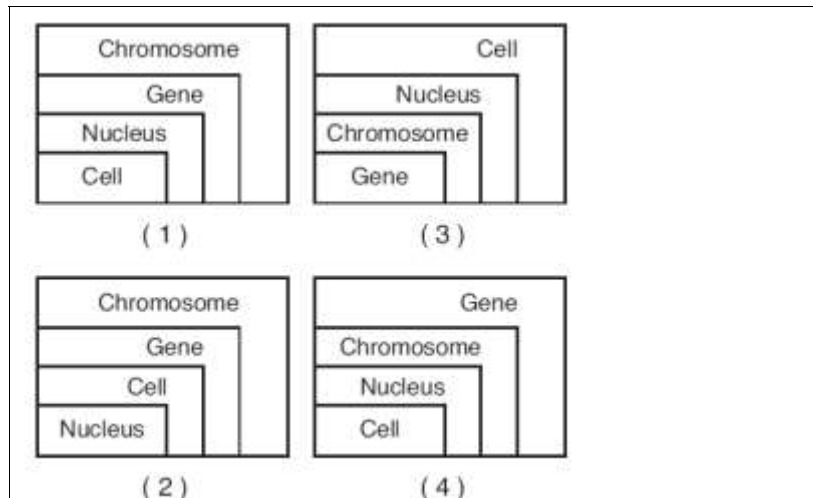 Chromosome
Gene
Nucleus
Cell
( 1 )
Cell
Nucleus
Chromosome
Gene
( 3 )
Chromosome
Gene
Cell
Nucleus
( 2 )
Gene
Chromosome
Nucleus
Cell
( 4 )